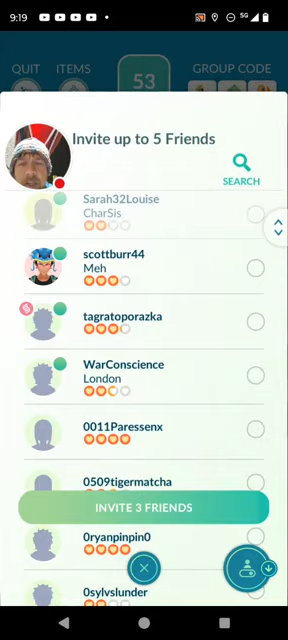 9:19
5G
QUIT
ITEMS
53
GROUP CODE
Invite up to 5 Friends
SEARCH
Sarah32Louise
CharSis
scottburr44
Meh
tagratoporazka
WarConscience
London
0011Paressenx
0509tigermatcha
INVITE 3 FRIENDS
0ryanpinpin0
0sylvslunder